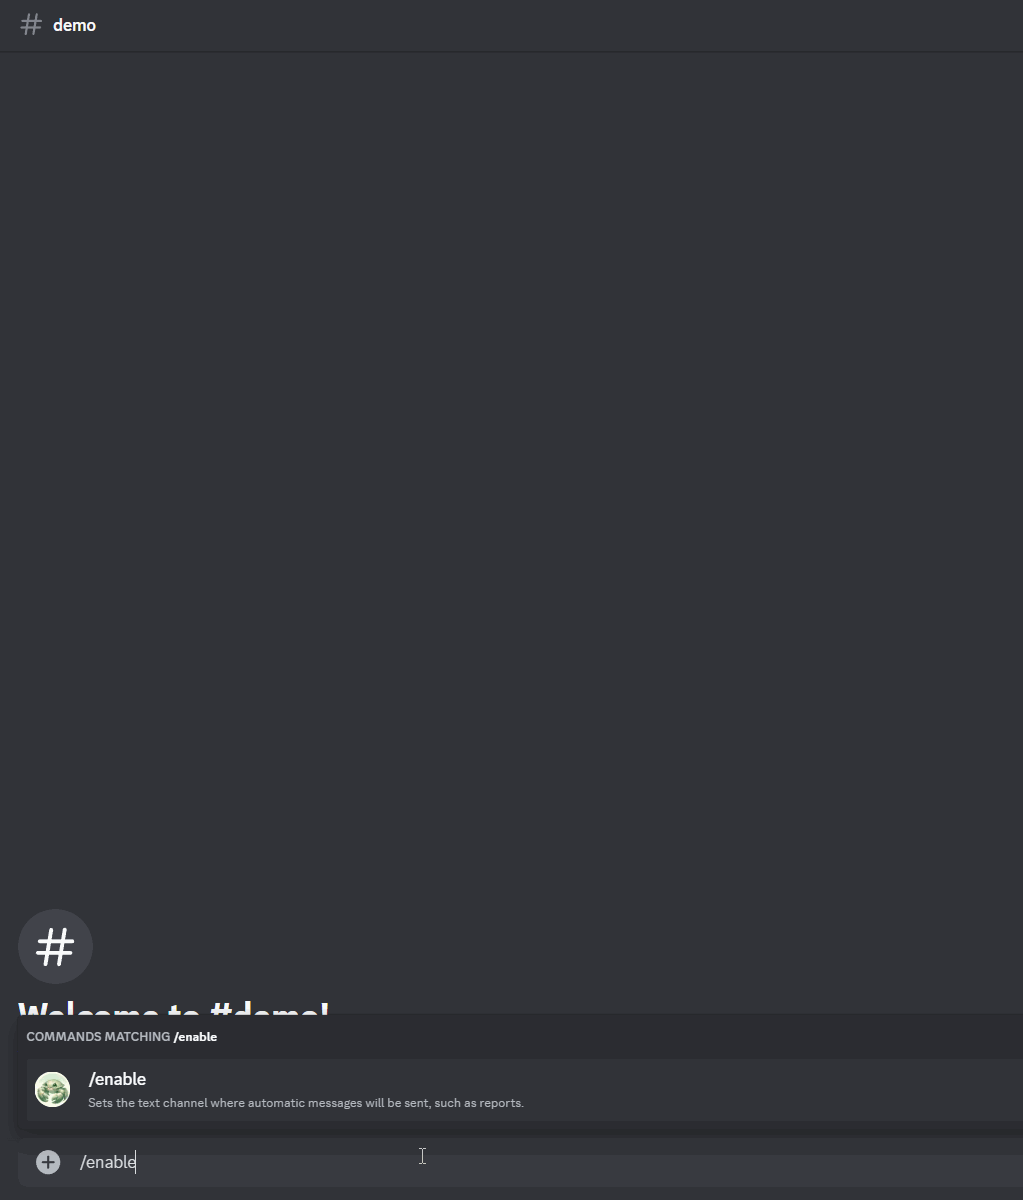 # demo
Welcome to #demo!
COMMANDS MATCHING /enable
/enable
Sets the text channel where automatic messages will be sent, such as reports.
/enable